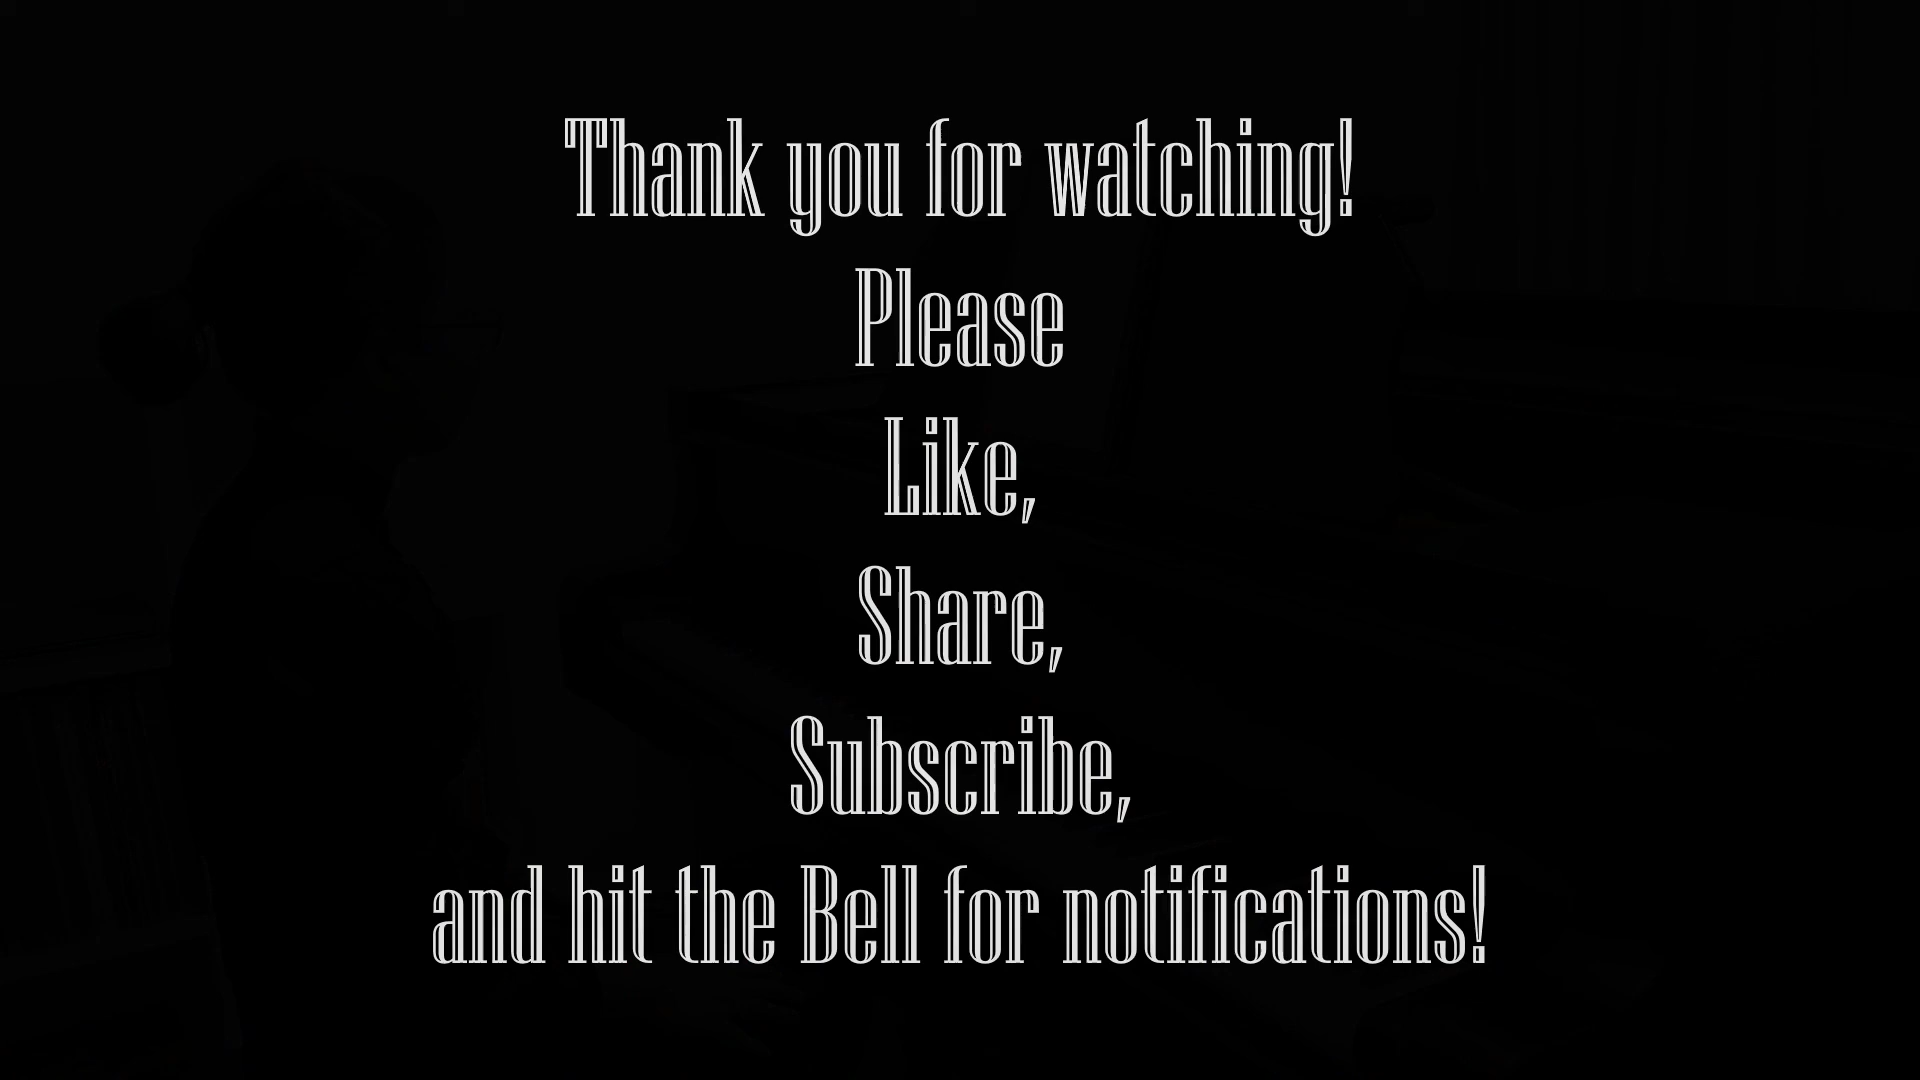 Thank you for watching!
Please
Like,
Share,
Subscribe,
and hit the Bell for notifications!